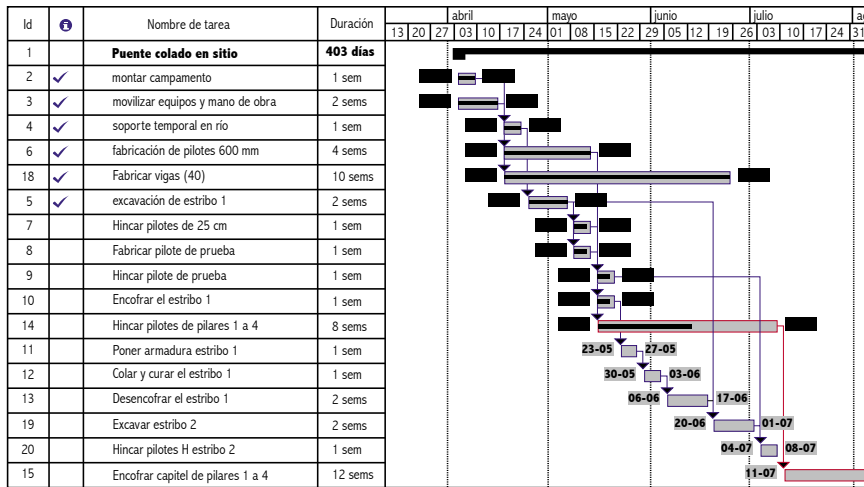 abril mayo junio julio a
Id Nombre de tarea Duración 13 20 27 03 10 17 24 01 08 15 22 29 05 12 19 26 03 10 17 24 31
1 Puente colado en sitio 403 días
2 montar campamento 1 sem
3 movilizar equipos y mano de obra 2 sems
4 soporte temporal en río 1 sem
6 fabricación de pilotes 600 mm 4 sems
18 Fabricar vigas (40) 10 sems
5 excavación de estribo 1 2 sems
7 Hincar pilotes de 25 cm 1 sem
8 Fabricar pilote de prueba 1 sem
9 Hincar pilote de prueba 1 sem
10 Encofrar el estribo 1 1 sem
14 Hincar pilotes de pilares 1 a 4 8 sems
11 Poner armadura estribo 1 1 sem 23-05 27-05
12 Colar y curar el estribo 1 1 sem 30-05 03-06
13 Desencofrar el estribo 1 2 sems 06-06 17-06
19 Excavar estribo 2 2 sems 20-06 01-07
20 Hincar pilotes H estribo 2 1 sem 04-07 08-07
15 Encofrar capitel de pilares 1 a 4 12 sems 11-07